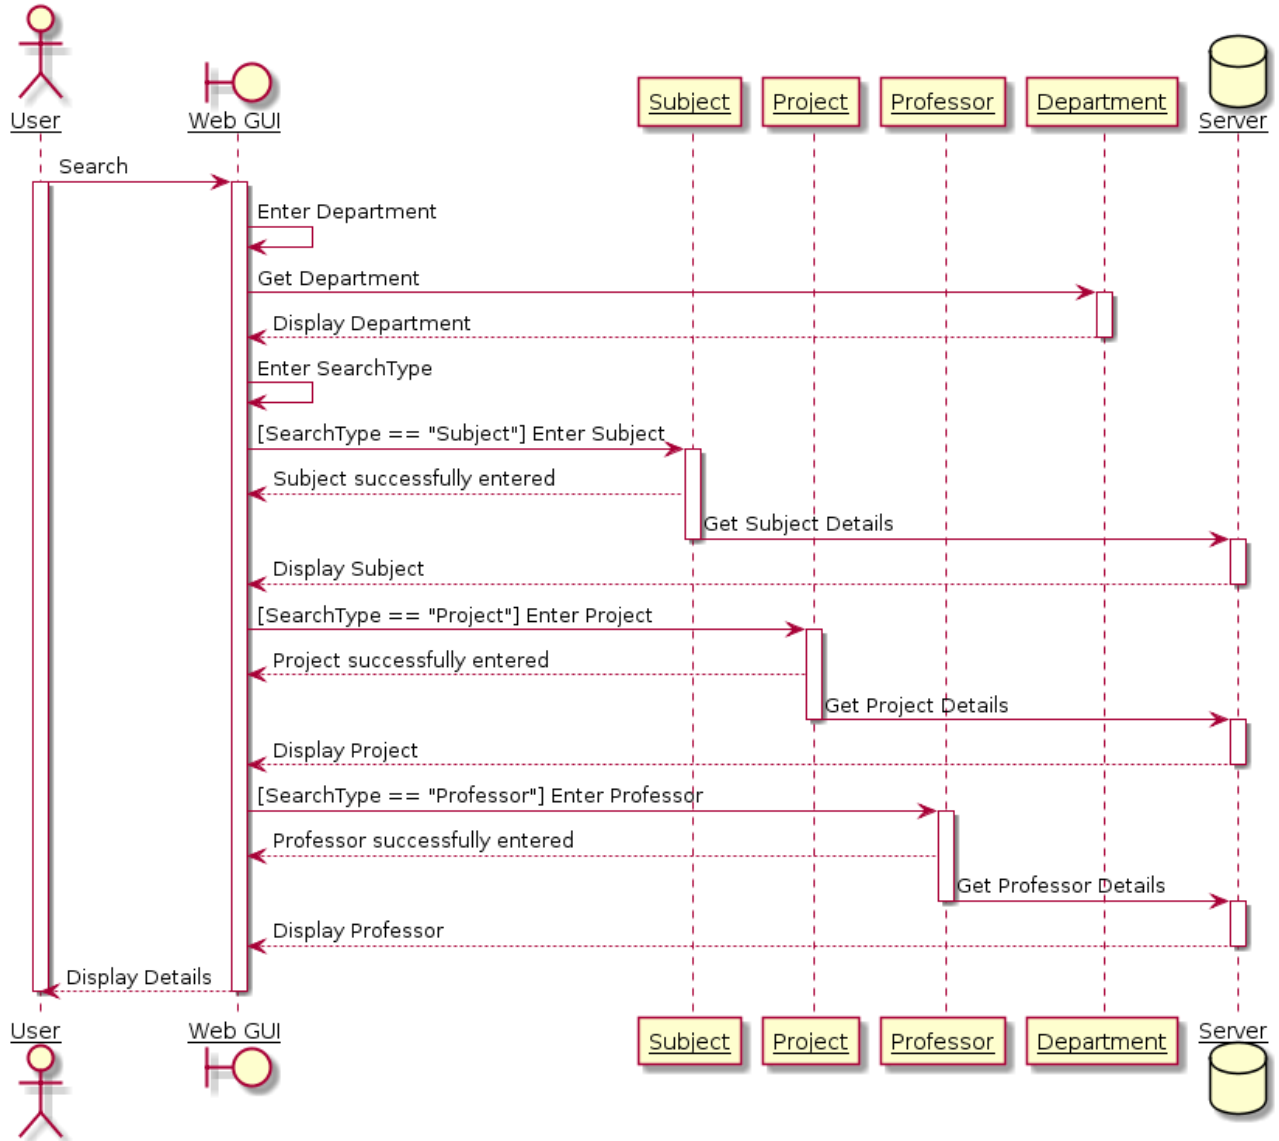 User
Web GUI
Subject
Project
Professor
Department
Server
Search
Enter Department
Get Department
Display Department
Enter SearchType
[SearchType == "Subject"] Enter Subject
Subject successfully entered
Get Subject Details
Display Subject
[SearchType == "Project"] Enter Project
Project successfully entered
Get Project Details
Display Project
[SearchType == "Professor"] Enter Professor
Professor successfully entered
Get Professor Details
Display Professor
Display Details
User
Web GUI
Subject
Project
Professor
Department
Server